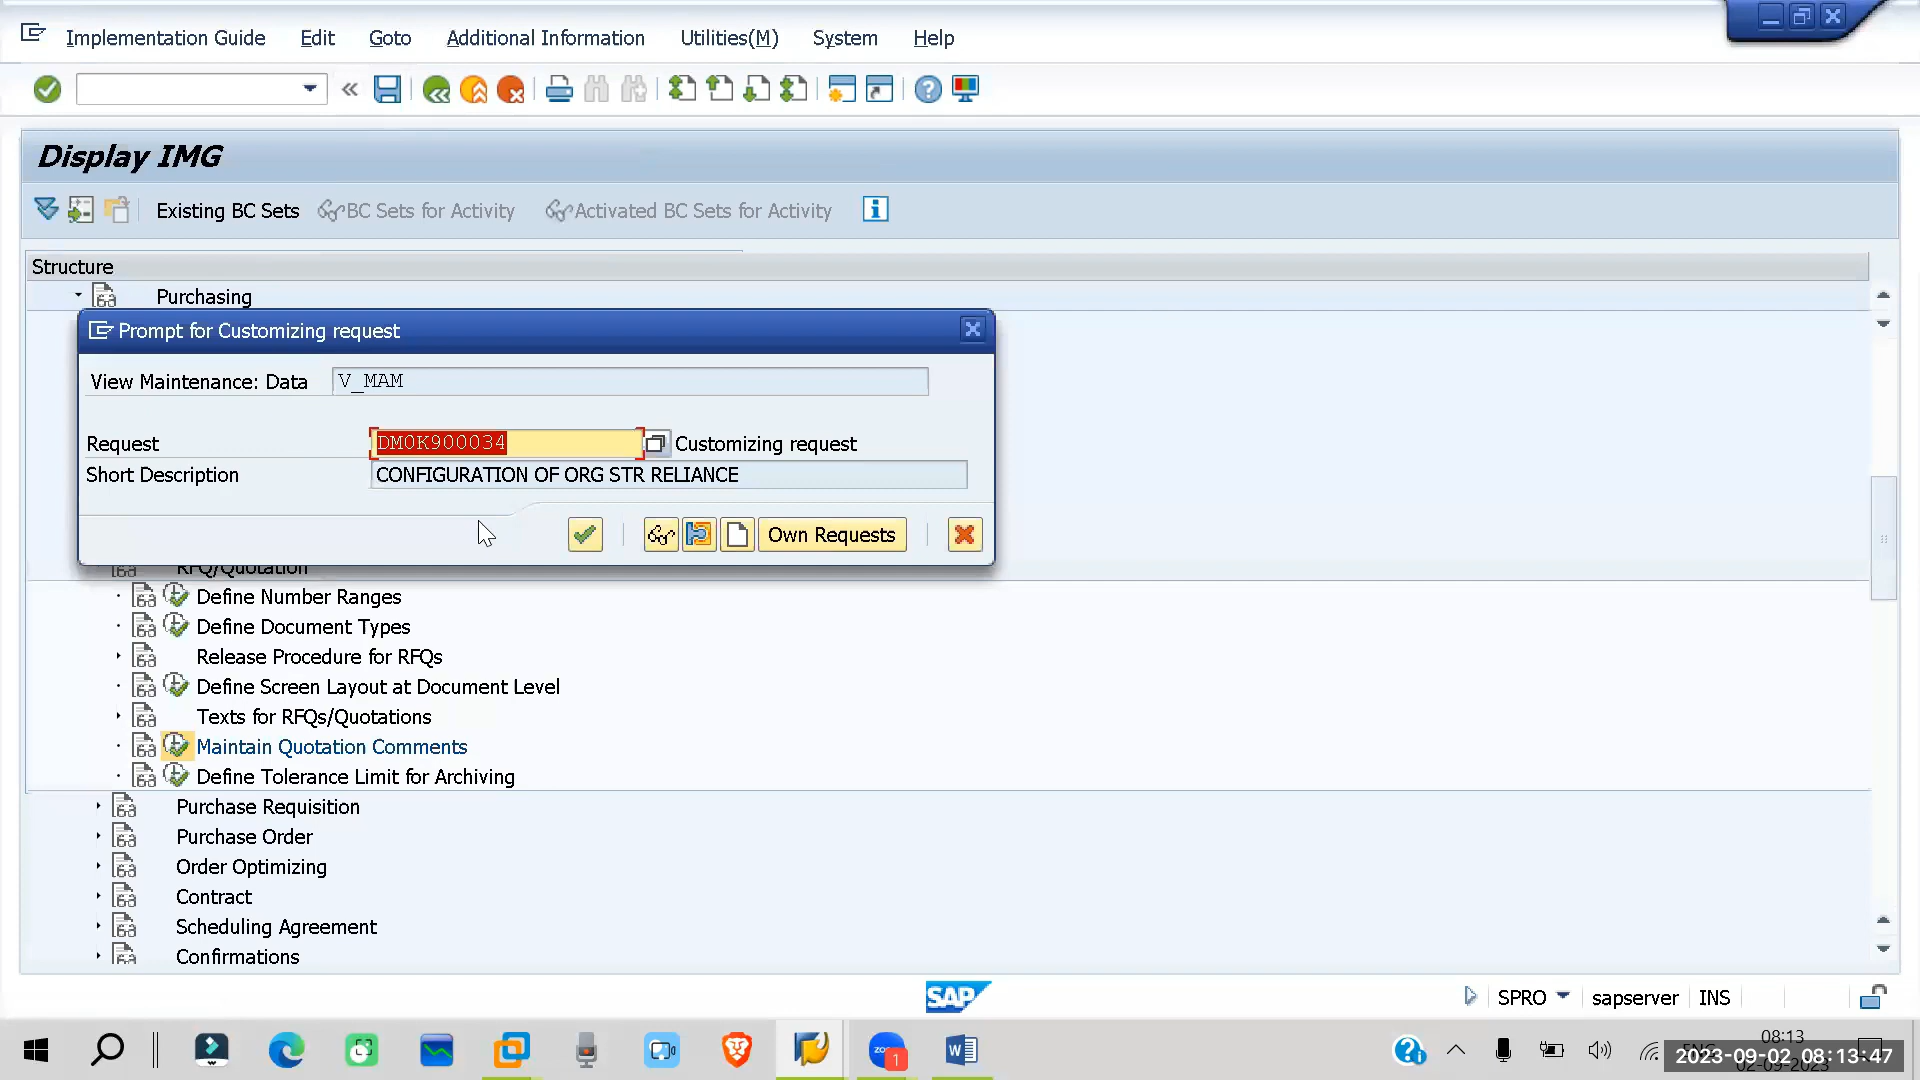 Implementation Guide Edit Goto Additional Information Utilities(M) System Help
Display IMG
Existing BC Sets BC Sets for Activity Activated BC Sets for Activity
Structure
Purchasing
Prompt for Customizing request
View Maintenance: Data V_MAM
Request DM0K900034 Customizing request
Short Description CONFIGURATION OF ORG STR RELIANCE
Own Requests
RFQ/Quotation
Define Number Ranges
Define Document Types
Release Procedure for RFQs
Define Screen Layout at Document Level
Texts for RFQs/Quotations
Maintain Quotation Comments
Define Tolerance Limit for Archiving
Purchase Requisition
Purchase Order
Order Optimizing
Contract
Scheduling Agreement
Confirmations
SAP SPRO sapserver INS
08:13
2023-09-02 08:13:47